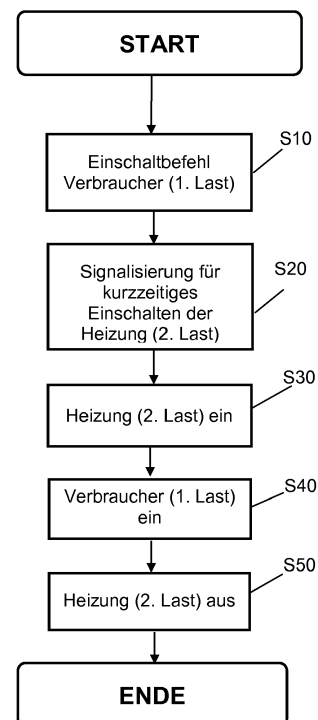 START
S10
Einschaltbefehl
Verbraucher (1. Last)
S20
Signalisierung für
kurzzeitiges
Einschalten der
Heizung (2. Last)
S30
Heizung (2. Last) ein
S40
Verbraucher (1. Last)
ein
S50
Heizung (2. Last) aus
ENDE